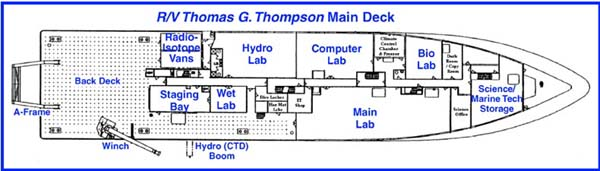 R/V Thomas G. Thompson Main Deck
Radio-
Isotope
Vans
Hydro
Lab
Computer
Lab
Climate
Control
Chamber
& Freezer
Bio
Lab
Dark
Room
/ Copy
Room
Back Deck
Staging
Bay
Wet
Lab
ET
Shop
Main
Lab
Science
Office
Science/
Marine Tech
Storage
A-Frame
Winch
Hydro (CTD)
Boom